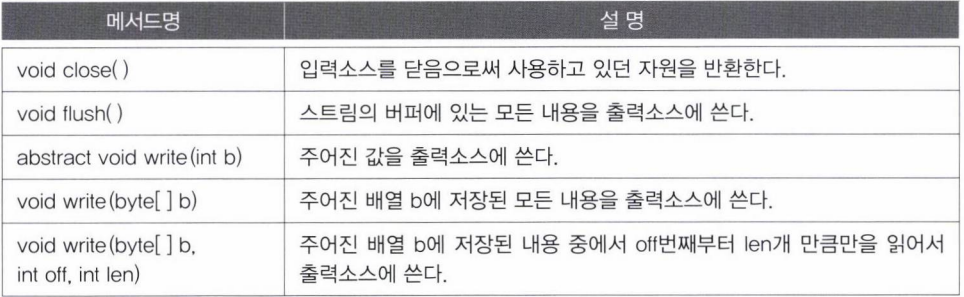 메서드명 설 명
void close( ) 입력소스를 닫음으로써 사용하고 있던 자원을 반환한다.
void flush( ) 스트림의 버퍼에 있는 모든 내용을 출력소스에 쓴다.
abstract void write(int b) 주어진 값을 출력소스에 쓴다.
void write(byte[ ] b) 주어진 배열 b에 저장된 모든 내용을 출력소스에 쓴다.
void write(byte[ ] b,
int off, int len)
주어진 배열 b에 저장된 내용 중에서 off번째부터 len개 만큼만을 읽어서
출력소스에 쓴다.